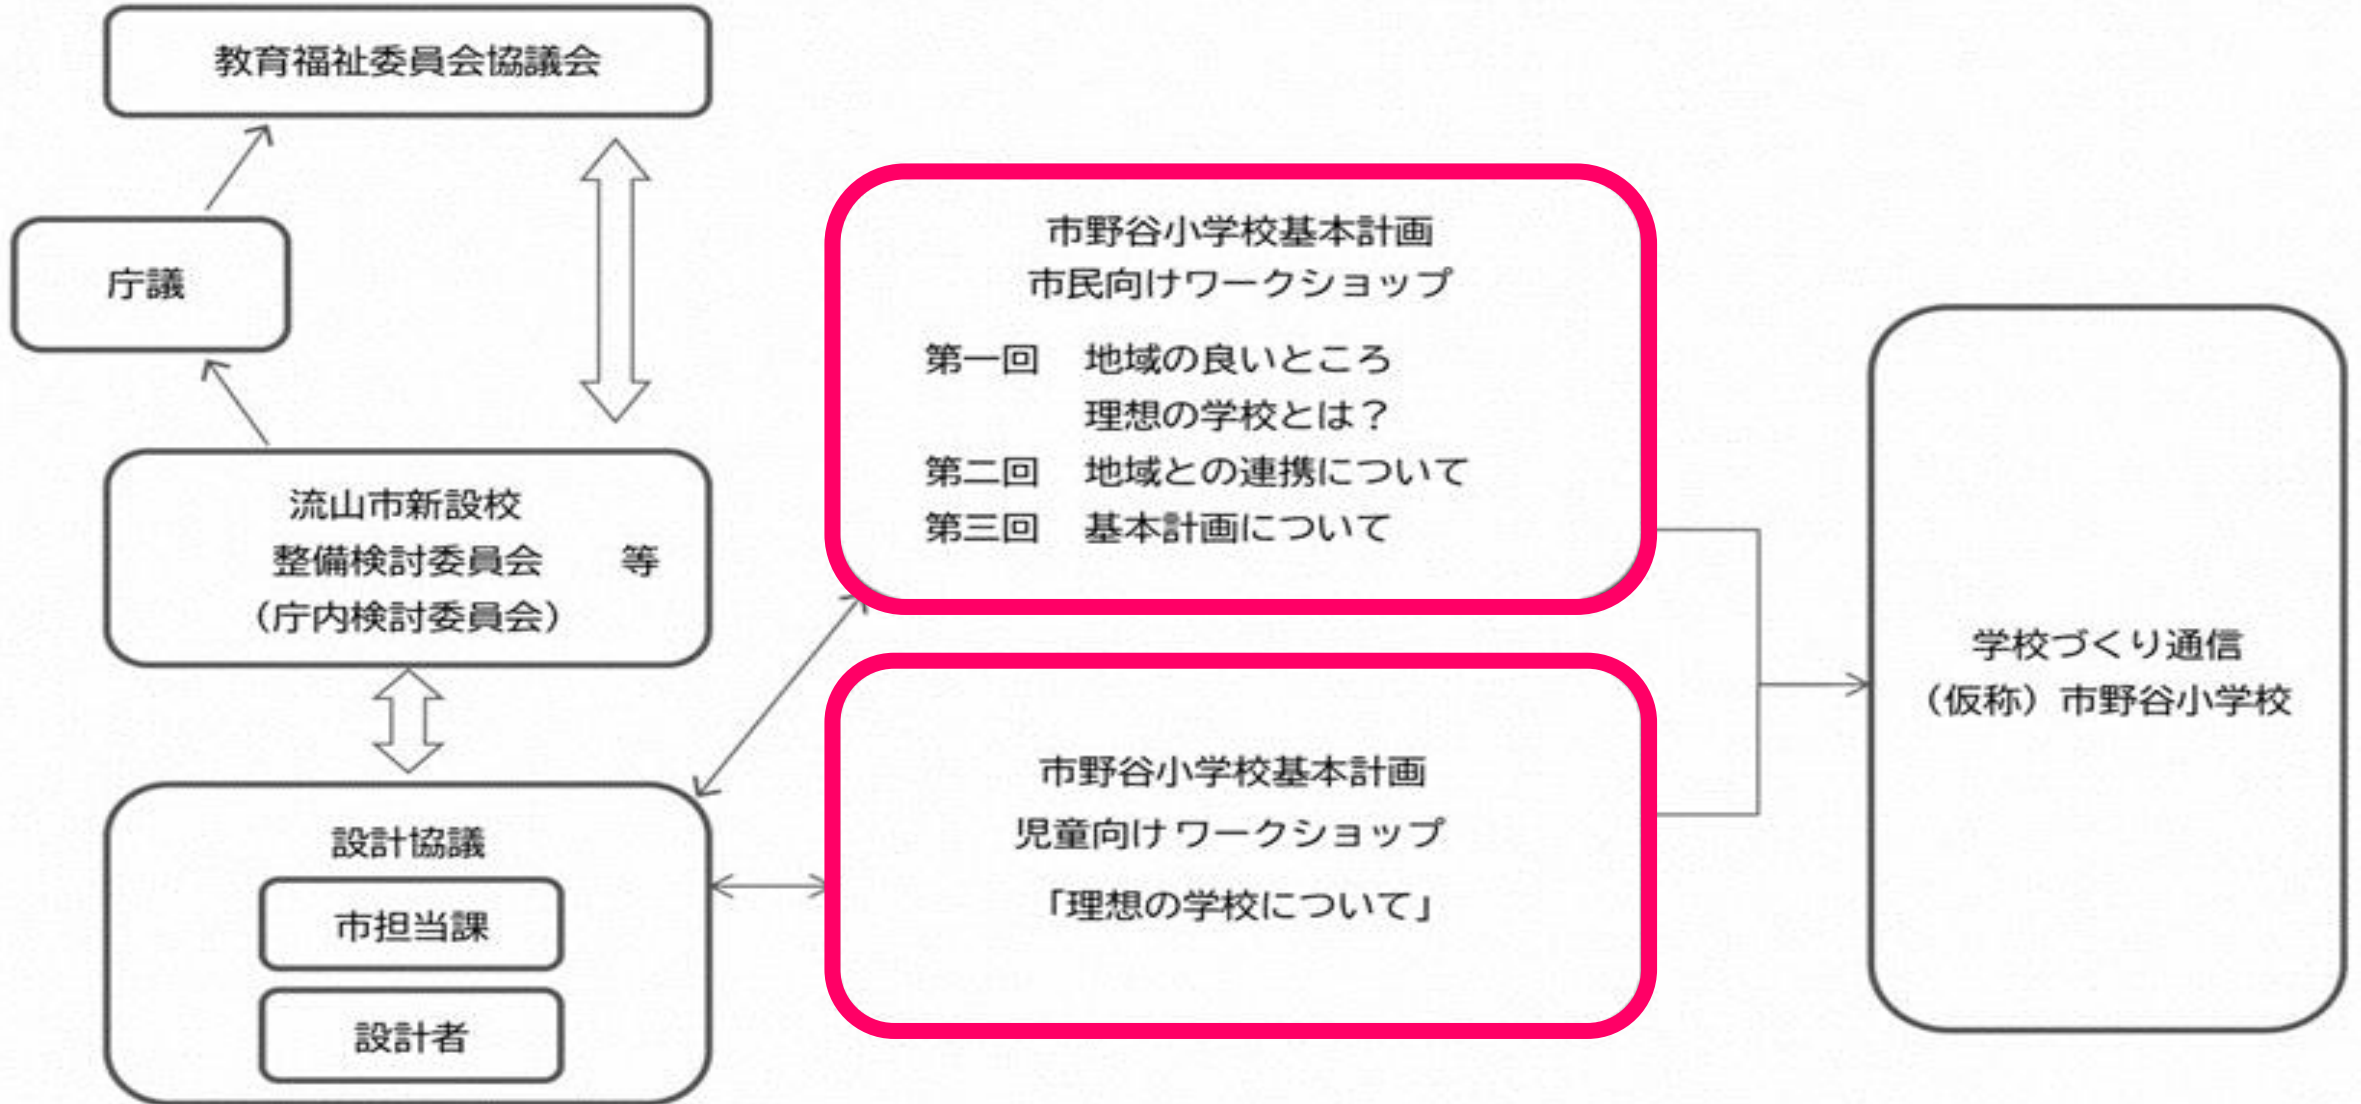 教育福祉委員会協議会
庁議
流山市新設校
整備検討委員会 等
（庁内検討委員会）
設計協議
市担当課
設計者
市野谷小学校基本計画
市民向けワークショップ
第一回 地域の良いところ
理想の学校とは？
第二回 地域との連携について
第三回 基本計画について
市野谷小学校基本計画
児童向けワークショップ
「理想の学校について」
学校づくり通信
（仮称）市野谷小学校